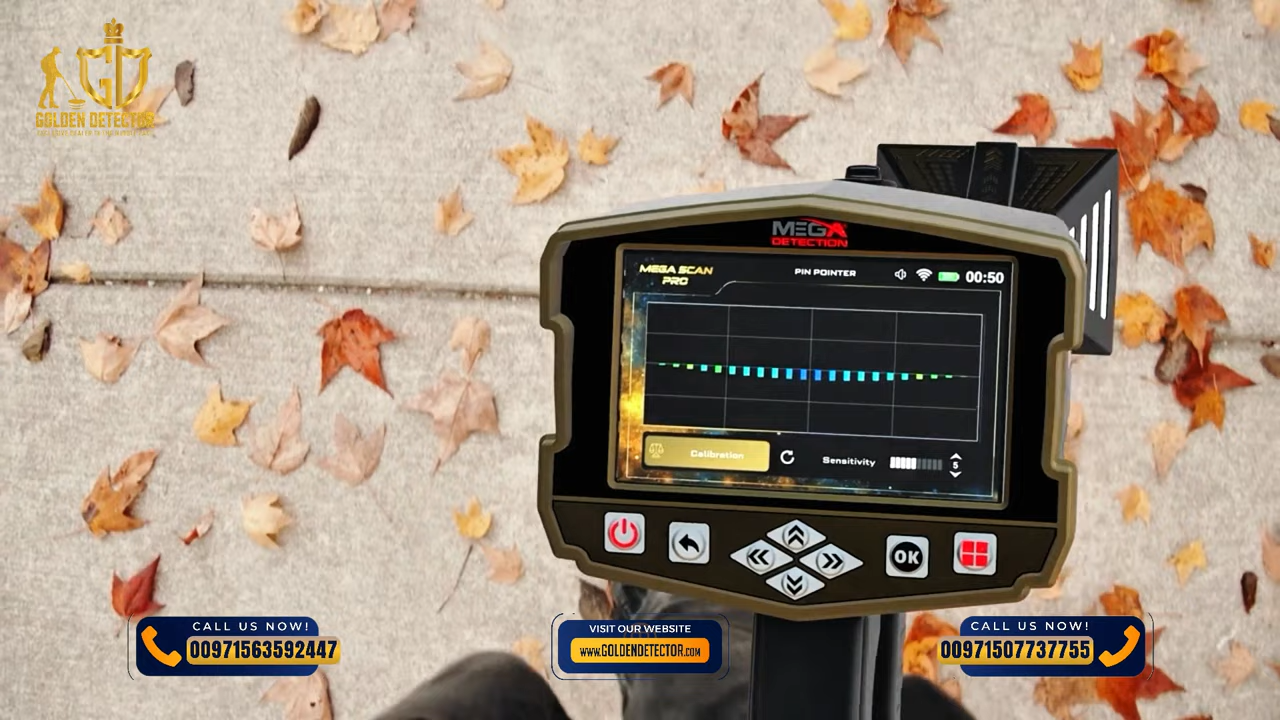 GD
GOLDEN DETECTOR
MEGA
DETECTION
MEGA SCAN
PRO
PIN POINTER
00:50
Calibration
Sensitivity
5
OK
CALL US NOW!
00971563592447
VISIT OUR WEBSITE
WWW.GOLDENDETECTOR.COM
CALL US NOW!
00971507737755